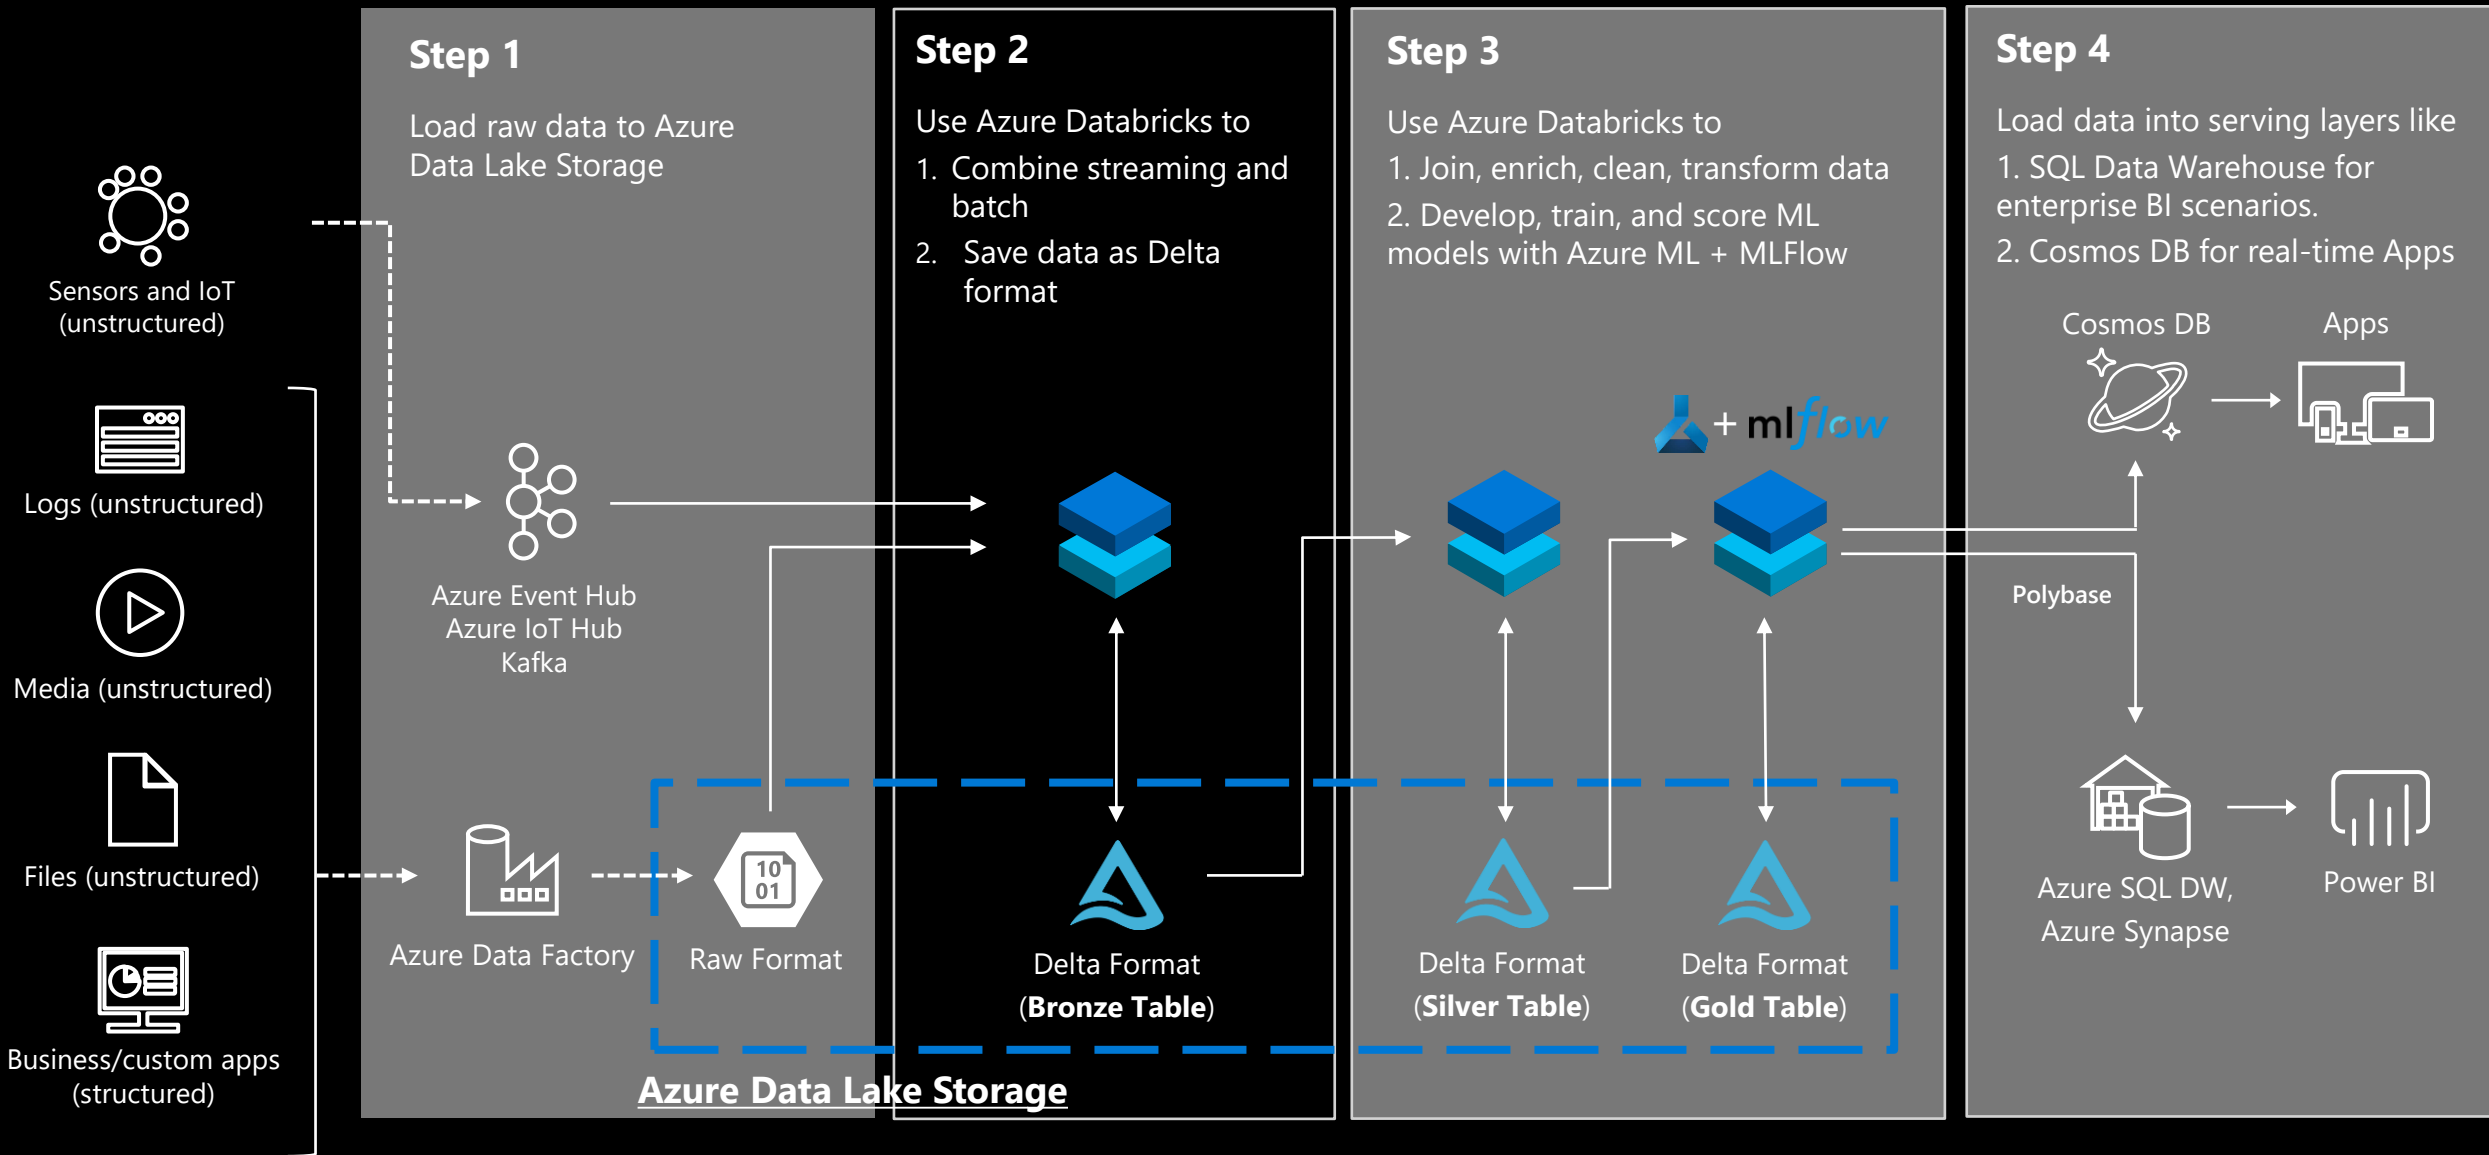 Step 1
Load raw data to Azure
Data Lake Storage
Step 2
Use Azure Databricks to
1. Combine streaming and
batch
2. Save data as Delta
format
Step 3
Use Azure Databricks to
1. Join, enrich, clean, transform data
2. Develop, train, and score ML
models with Azure ML + MLFlow
Step 4
Load data into serving layers like
1. SQL Data Warehouse for
enterprise BI scenarios.
2. Cosmos DB for real-time Apps
Sensors and IoT
(unstructured)
Logs (unstructured)
Media (unstructured)
Files (unstructured)
Business/custom apps
(structured)
Azure Event Hub
Azure IoT Hub
Kafka
Azure Data Factory
10
01
Raw Format
Delta Format
(Bronze Table)
+ mlflow
Delta Format
(Silver Table)
Delta Format
(Gold Table)
Azure Data Lake Storage
Cosmos DB
Apps
Polybase
Azure SQL DW,
Azure Synapse
Power BI